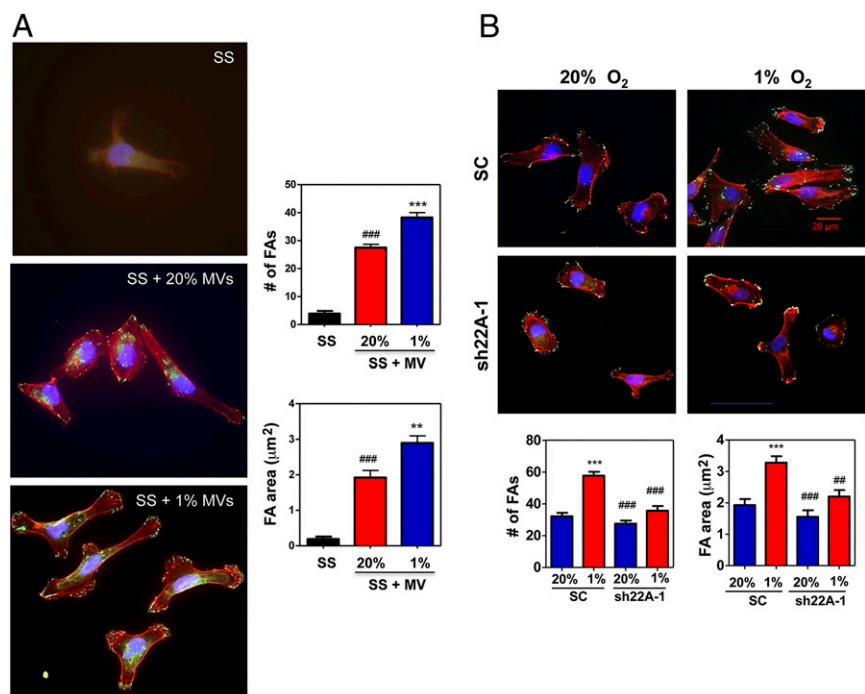 A
SS
SS + 20% MVs
SS + 1% MVs
# of FAs
50
40
30
20
10
0
###
***
SS
20%
1%
SS + MV
FA area (µm2)
4
3
2
1
0
###
**
SS
20%
1%
SS + MV
B
20% O2
1% O2
SC
20 µm
sh22A-1
# of FAs
80
60
40
20
0
***
###
###
20%
1%
20%
1%
SC
sh22A-1
FA area (µm2)
4
3
2
1
0
***
###
##
20%
1%
20%
1%
SC
sh22A-1